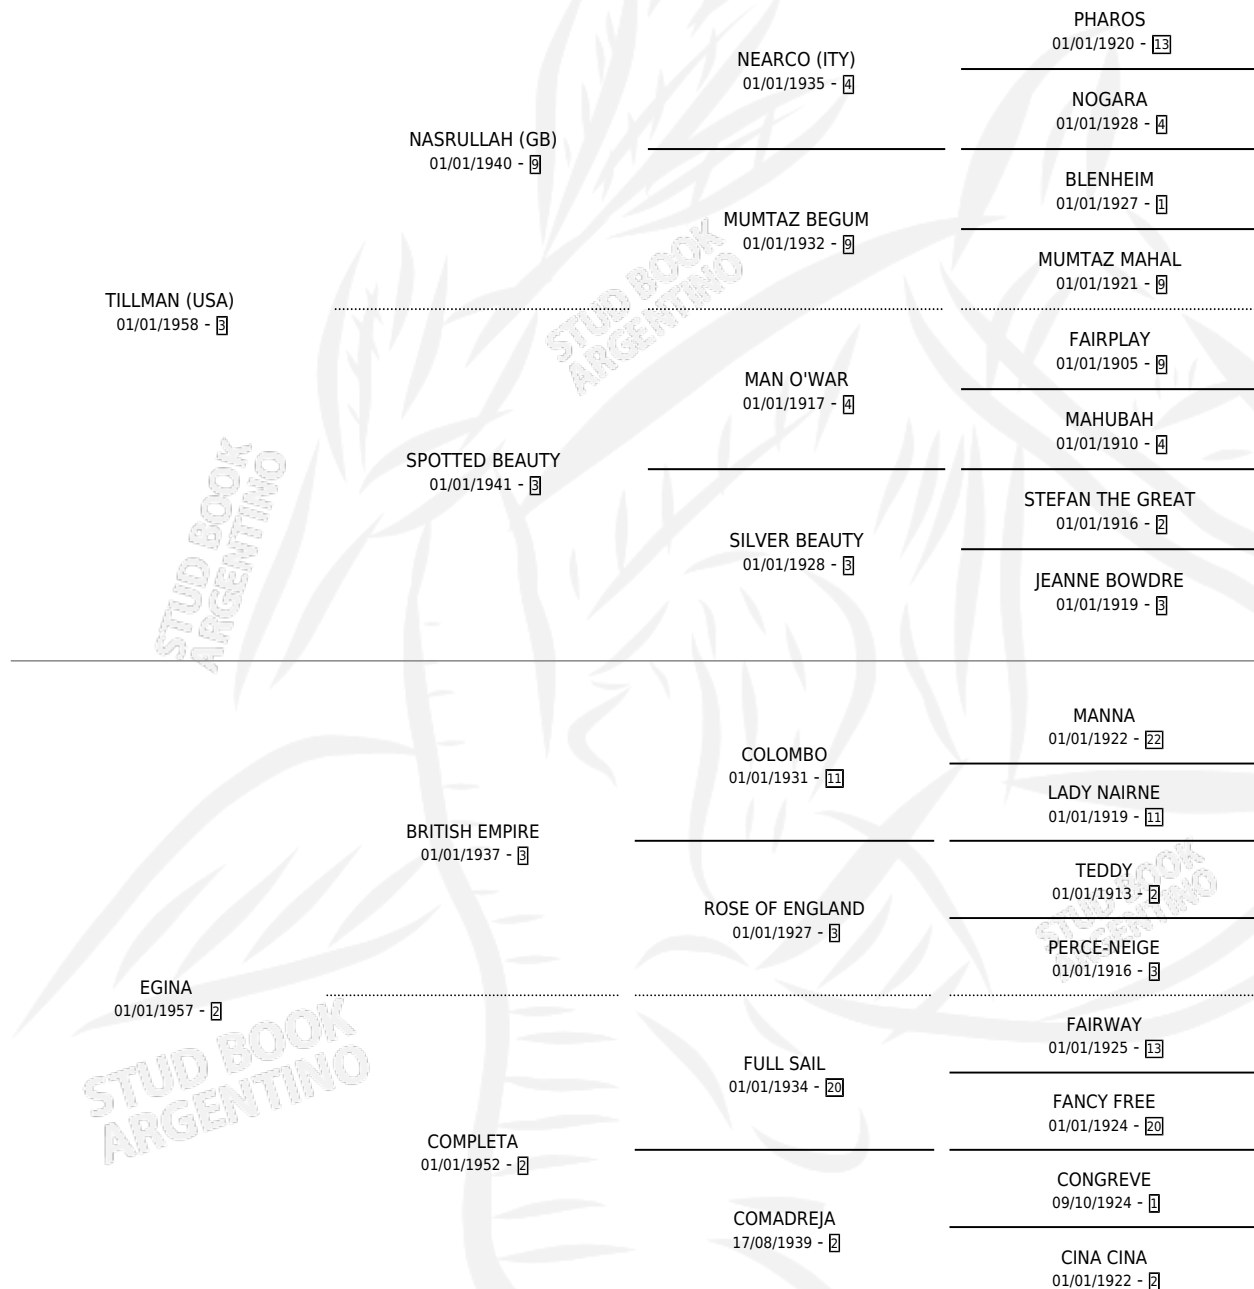 TILLMAN (USA)
01/01/1958 - 3
NASRULLAH (GB)
01/01/1940 - 9
NEARCO (ITY)
01/01/1935 - 4
PHAROS
01/01/1920 - 13
NOGARA
01/01/1928 - 4
MUMTAZ BEGUM
01/01/1932 - 9
BLENHEIM
01/01/1927 - 1
MUMTAZ MAHAL
01/01/1921 - 9
SPOTTED BEAUTY
01/01/1941 - 3
MAN O'WAR
01/01/1917 - 4
FAIRPLAY
01/01/1905 - 9
MAHUBAH
01/01/1910 - 4
SILVER BEAUTY
01/01/1928 - 3
STEFAN THE GREAT
01/01/1916 - 2
JEANNE BOWDRE
01/01/1919 - 3
EGINA
01/01/1957 - 2
BRITISH EMPIRE
01/01/1937 - 3
COLOMBO
01/01/1931 - 11
MANNA
01/01/1922 - 22
LADY NAIRNE
01/01/1919 - 11
ROSE OF ENGLAND
01/01/1927 - 3
TEDDY
01/01/1913 - 2
PERCE-NEIGE
01/01/1916 - 3
COMPLETA
01/01/1952 - 2
FULL SAIL
01/01/1934 - 20
FAIRWAY
01/01/1925 - 13
FANCY FREE
01/01/1924 - 20
COMADREJA
17/08/1939 - 2
CONGREVE
09/10/1924 - 1
CINA CINA
01/01/1922 - 2
STUD BOOK
ARGENTINO
STUD BOOK
ARGENTINO
STUD BOOK
ARGENTINO
STUD BOOK
ARGENTINO